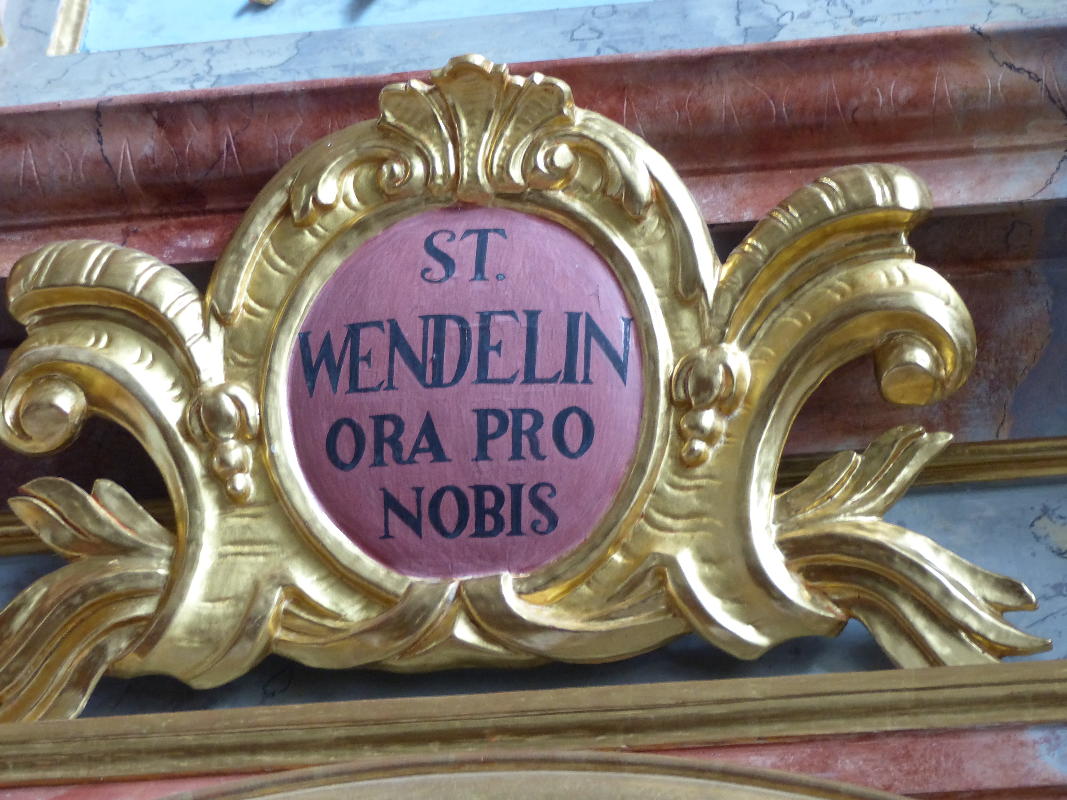 ST.
WENDELIN
ORA PRO
NOBIS